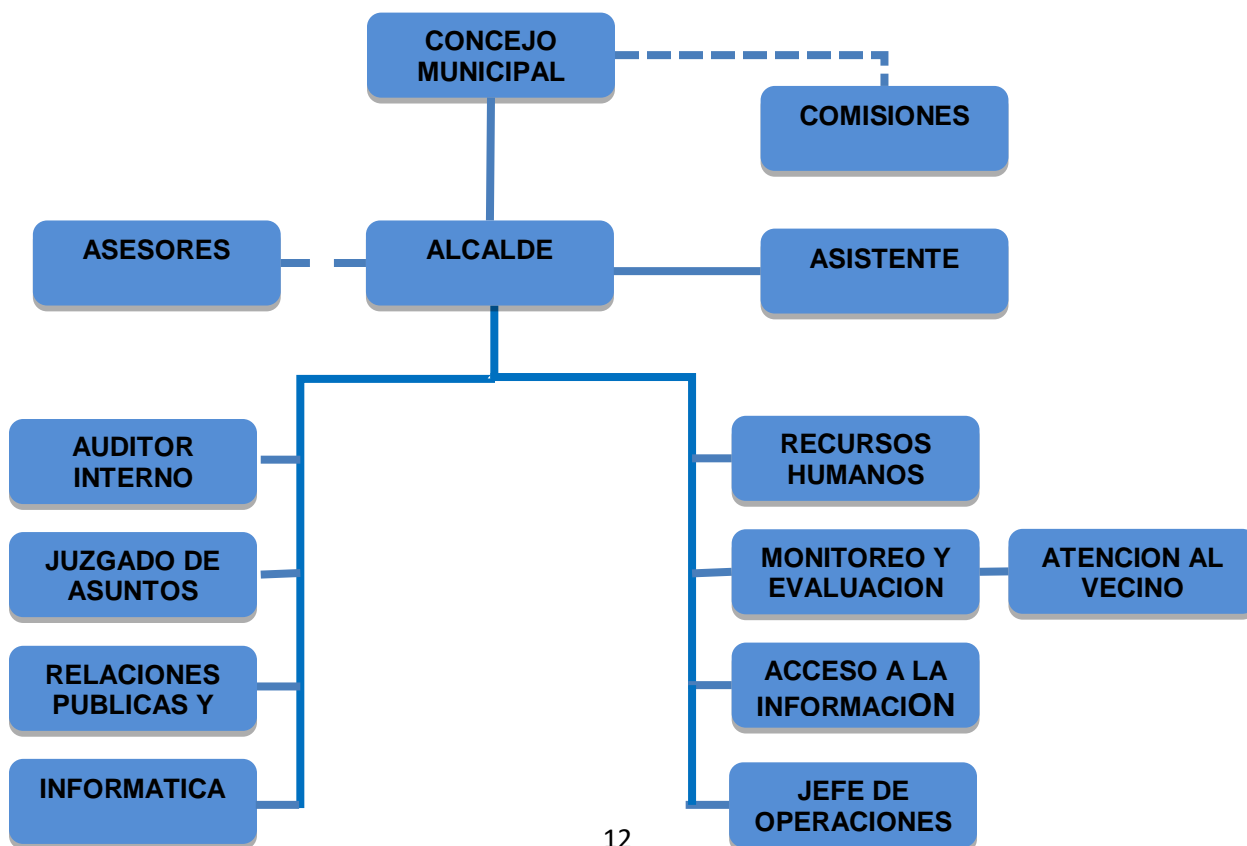 CONCEJO
MUNICIPAL
COMISIONES
ASESORES
ALCALDE
ASISTENTE
AUDITOR
INTERNO
RECURSOS
HUMANOS
JUZGADO DE
ASUNTOS
MONITOREO Y
EVALUACION
ATENCION AL
VECINO
RELACIONES
PUBLICAS Y
ACCESO A LA
INFORMACION
INFORMATICA
JEFE DE
OPERACIONES
12